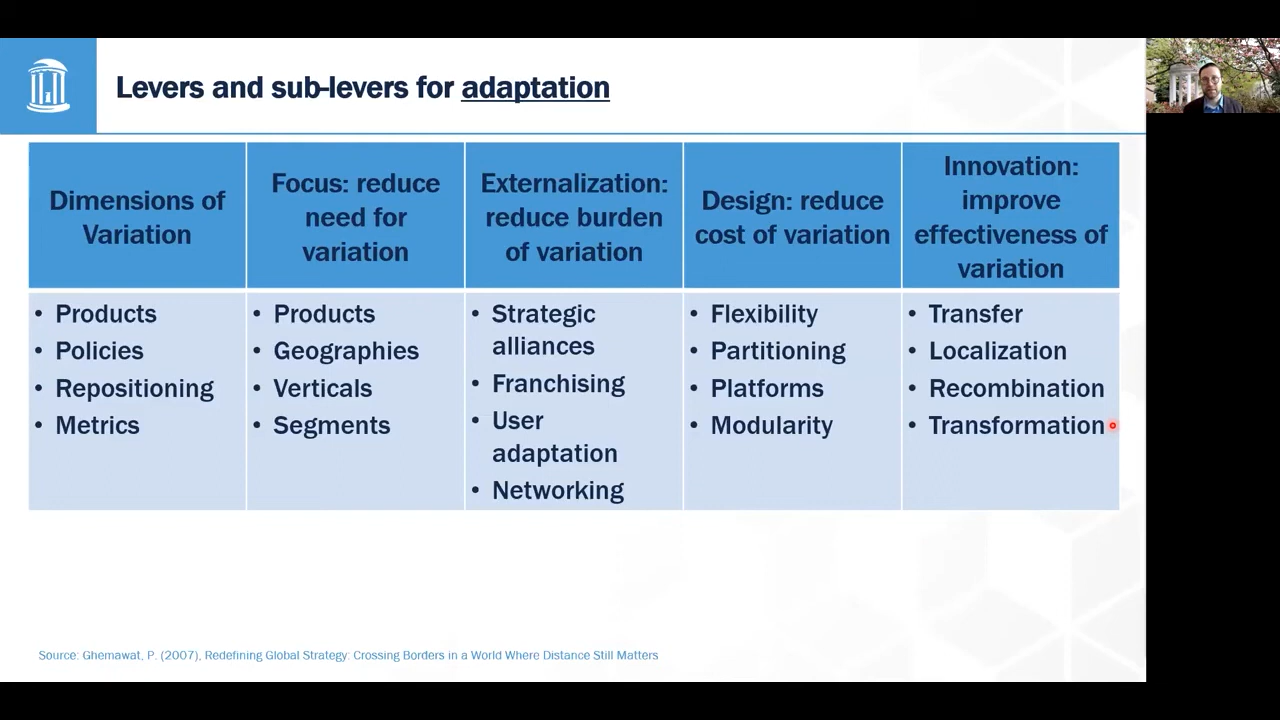 Levers and sub-levers for adaptation
Dimensions of
Variation
Focus: reduce
need for
variation
Externalization:
reduce burden
of variation
Design: reduce
cost of variation
Innovation:
improve
effectiveness of
variation
• Products
• Policies
• Repositioning
• Metrics
• Products
• Geographies
• Verticals
• Segments
• Strategic
alliances
• Franchising
• User
adaptation
• Networking
• Flexibility
• Partitioning
• Platforms
• Modularity
• Transfer
• Localization
• Recombination
• Transformation
Source: Ghemawat, P. (2007), Redefining Global Strategy: Crossing Borders in a World Where Distance Still Matters